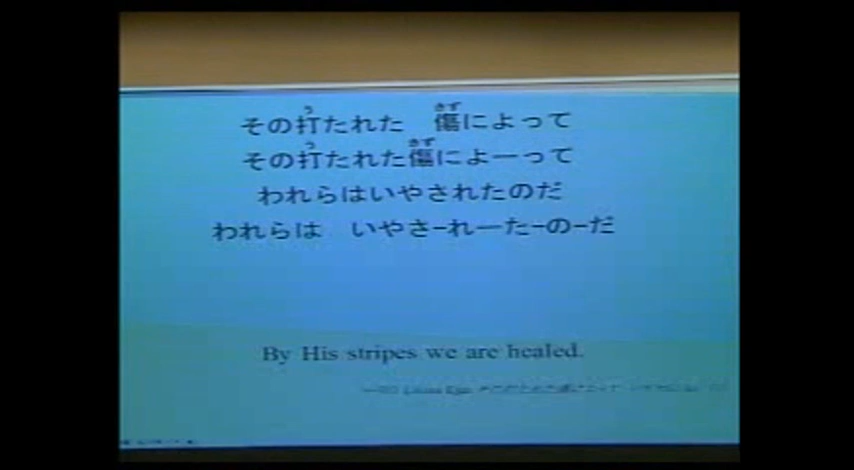 その打たれた　傷によって
その打たれた傷によーって
われらはいやされたのだ
われらは　いやさーれーたーのーだ
By His stripes we are healed.